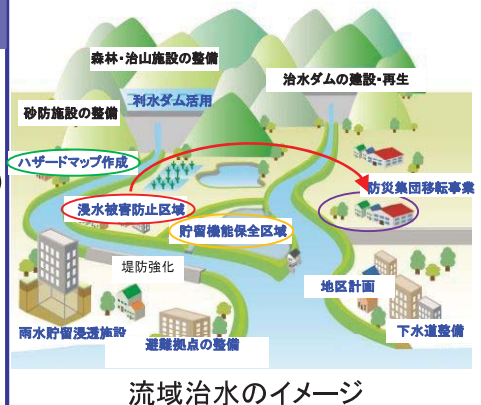 森林・治山施設の整備
治水ダムの建設・再生
利水ダム活用
砂防施設の整備
ハザードマップ作成
防災集団移転事業
浸水被害防止区域
貯留機能保全区域
堤防強化
地区計画
雨水貯留浸透施設
避難拠点の整備
下水道整備
流域治水のイメージ